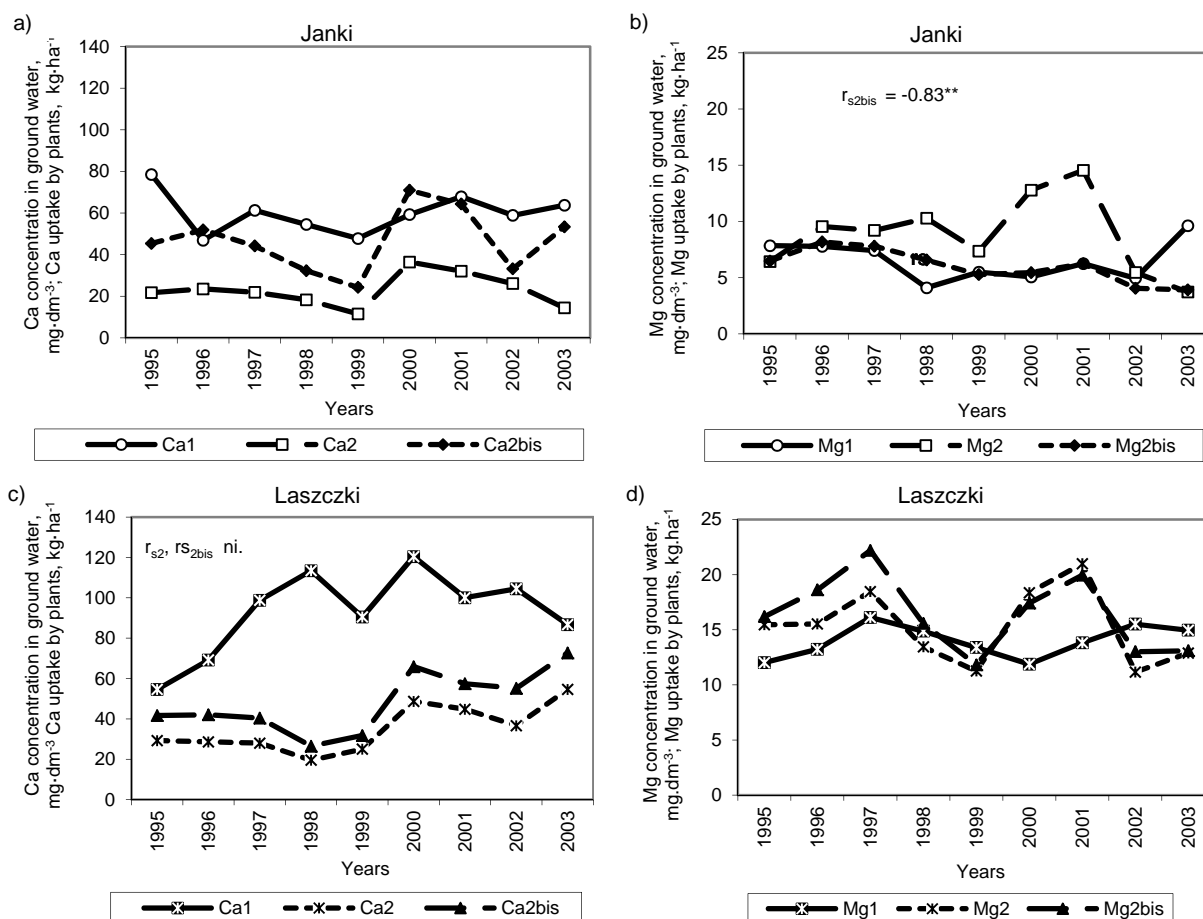 a)
Janki
Ca concentratio in ground water,
mg·dm⁻³; Ca uptake by plants, kg·ha⁻¹
140
120
100
80
60
40
20
0
1995
1996
1997
1998
1999
2000
2001
2002
2003
Years
Ca1
Ca2
Ca2bis
b)
Janki
Mg concentration in ground water,
mg·dm⁻³; Mg uptake by plants, kg·ha⁻¹
25
20
15
10
5
0
rs2bis = -0.83**
1995
1996
1997
1998
1999
2000
2001
2002
2003
Years
Mg1
Mg2
Mg2bis
c)
Laszczki
Ca concentration in ground water,
mg·dm⁻³ Ca uptake by plants, kg·ha⁻¹
140
120
100
80
60
40
20
0
rs2, rs2bis ni.
1995
1996
1997
1998
1999
2000
2001
2002
2003
Years
Ca1
Ca2
Ca2bis
d)
Laszczki
Mg concentration in ground water,
mg.dm⁻³; Mg uptake by plants, kg.ha⁻¹
25
20
15
10
5
0
1995
1996
1997
1998
1999
2000
2001
2002
2003
Years
Mg1
Mg2
Mg2bis